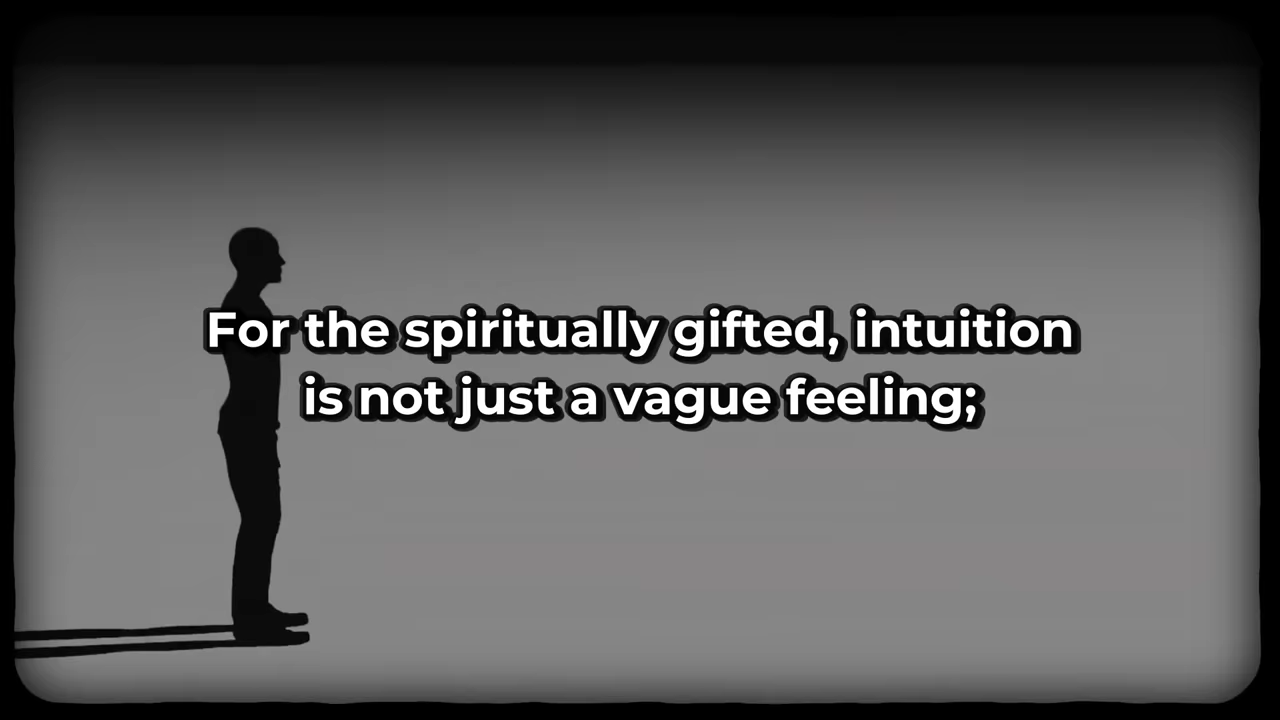 For the spiritually gifted, intuition
is not just a vague feeling;